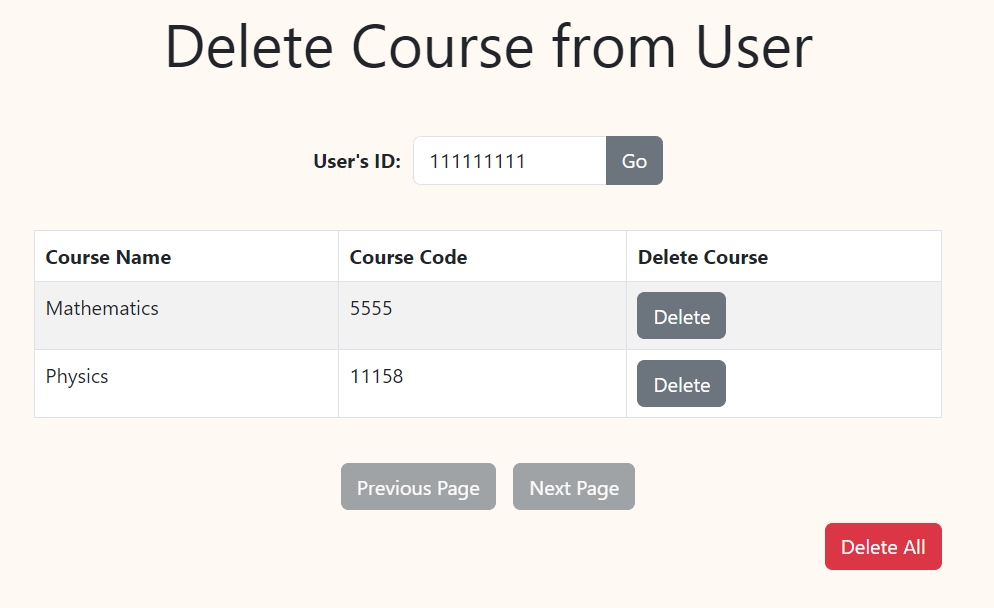 Delete Course from User
User's ID: 111111111 Go
Course Name Course Code Delete Course
Mathematics 5555 Delete
Physics 11158 Delete
Previous Page Next Page
Delete All